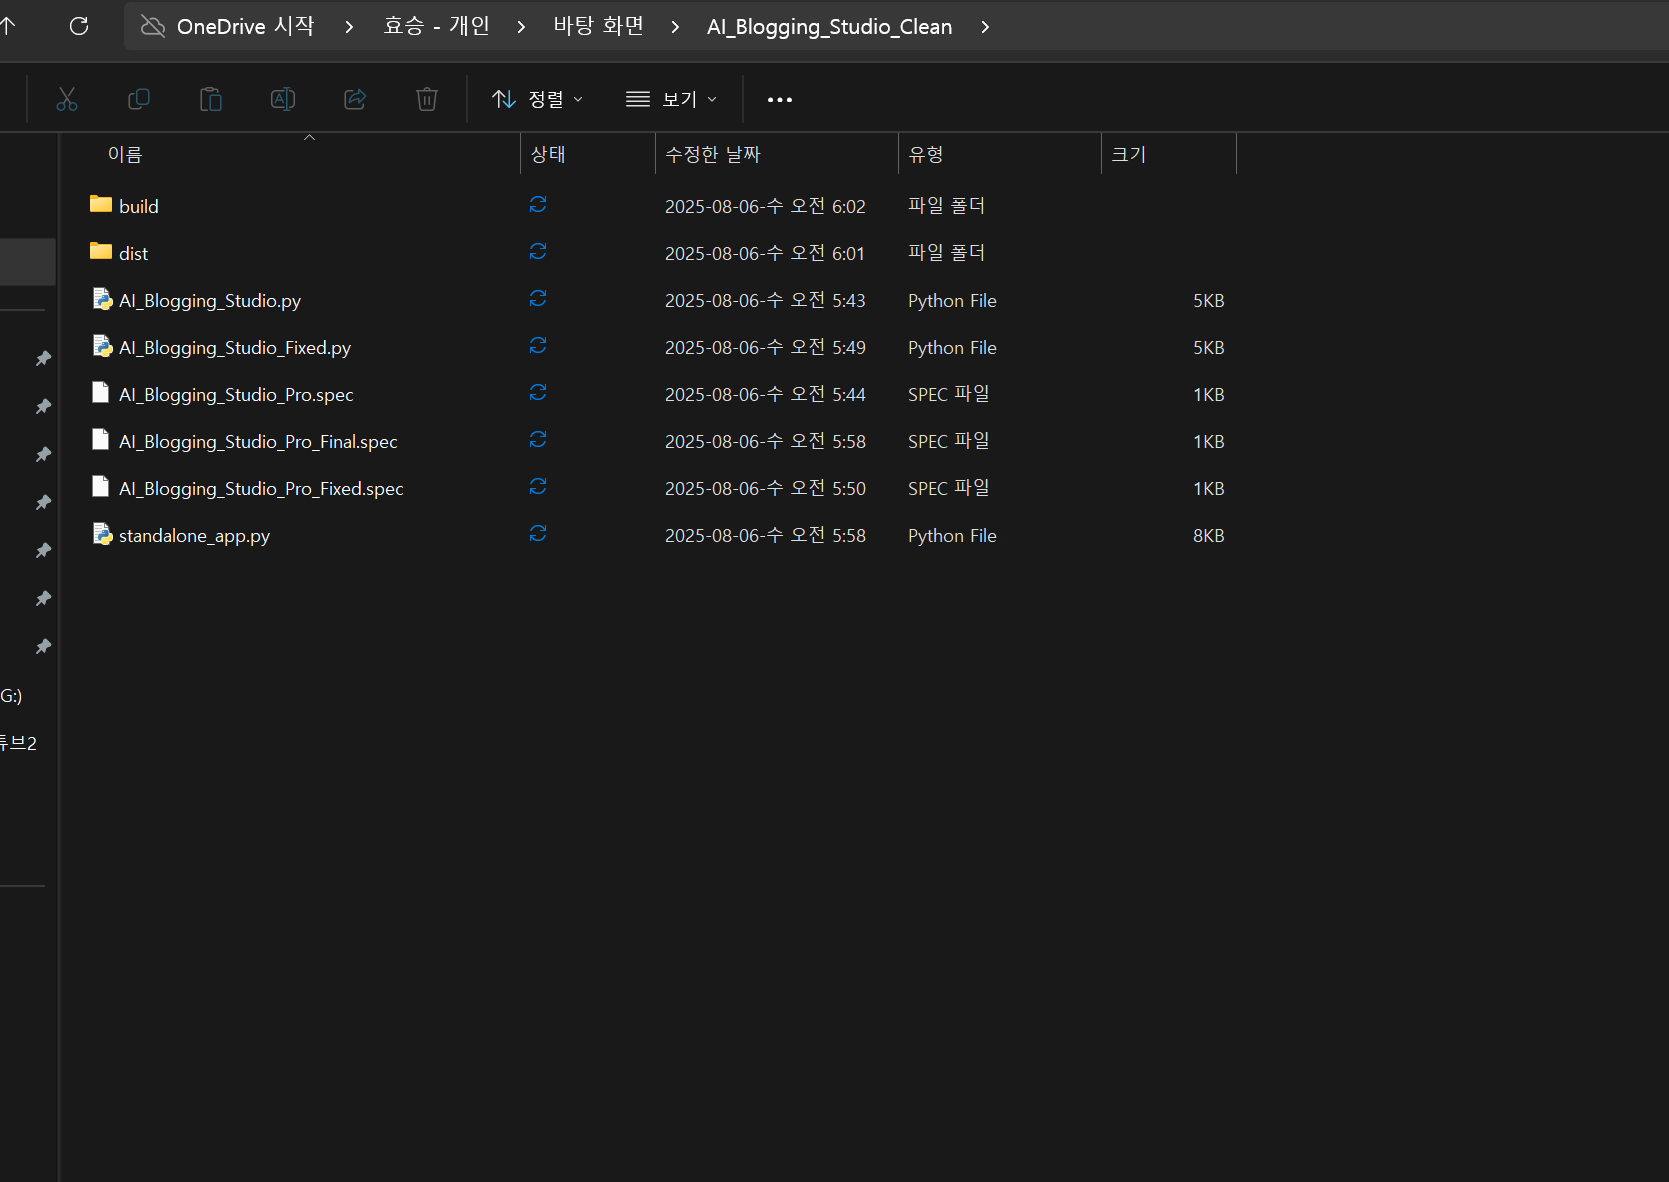 OneDrive 시작 > 효승 - 개인 > 바탕 화면 > AI_Blogging_Studio_Clean >
정렬 보기 •••
이름 상태 수정한 날짜 유형 크기
build 2025-08-06-수 오전 6:02 파일 폴더
dist 2025-08-06-수 오전 6:01 파일 폴더
AI_Blogging_Studio.py 2025-08-06-수 오전 5:43 Python File 5KB
AI_Blogging_Studio_Fixed.py 2025-08-06-수 오전 5:49 Python File 5KB
AI_Blogging_Studio_Pro.spec 2025-08-06-수 오전 5:44 SPEC 파일 1KB
AI_Blogging_Studio_Pro_Final.spec 2025-08-06-수 오전 5:58 SPEC 파일 1KB
AI_Blogging_Studio_Pro_Fixed.spec 2025-08-06-수 오전 5:50 SPEC 파일 1KB
standalone_app.py 2025-08-06-수 오전 5:58 Python File 8KB
G:)
튜브2